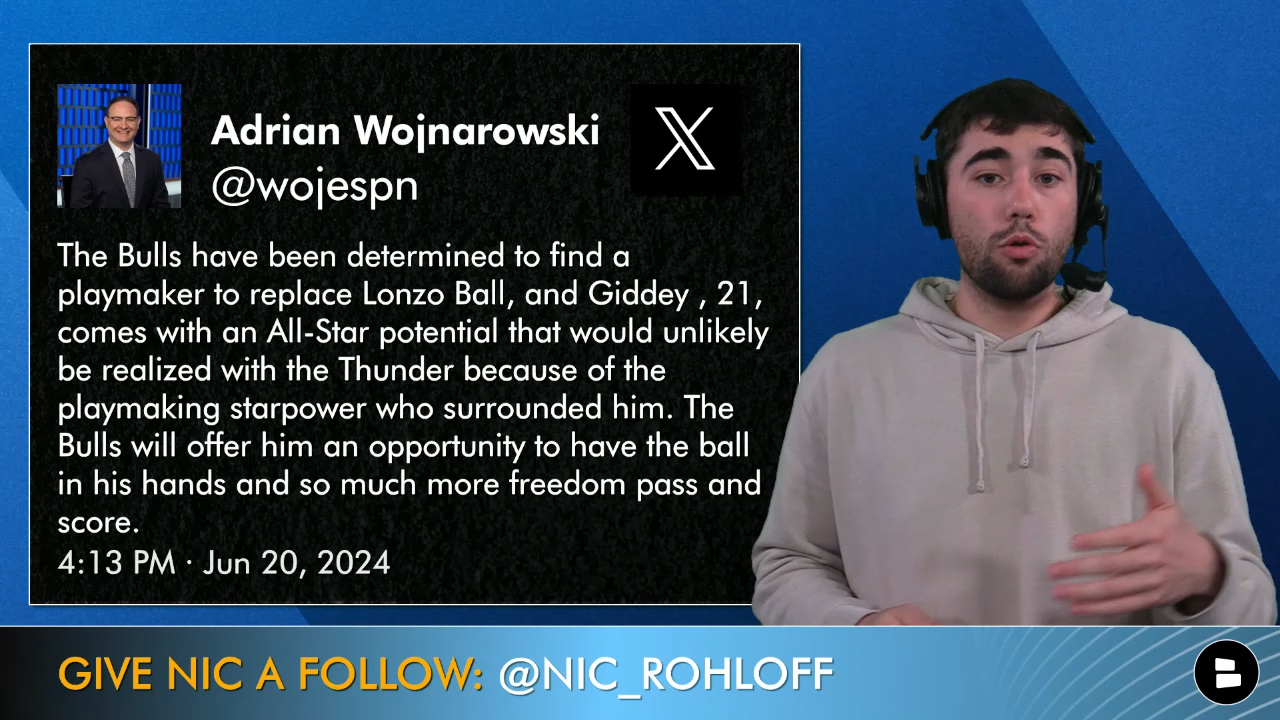 Adrian Wojnarowski
@wojespn
The Bulls have been determined to find a
playmaker to replace Lonzo Ball, and Giddey , 21,
comes with an All-Star potential that would unlikely
be realized with the Thunder because of the
playmaking starpower who surrounded him. The
Bulls will offer him an opportunity to have the ball
in his hands and so much more freedom pass and
score.
4:13 PM · Jun 20, 2024
GIVE NIC A FOLLOW: @NIC_ROHLOFF